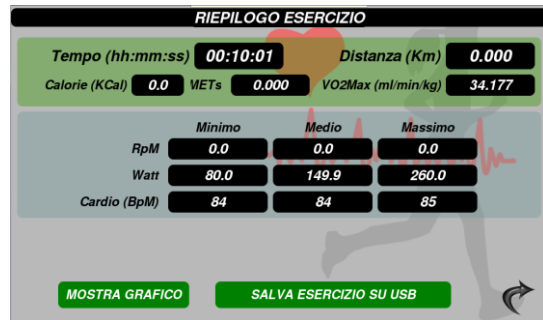 RIEPILOGO ESERCIZIO
Tempo (hh:mm:ss) 00:10:01 Distanza (Km) 0.000
Calorie (KCal) 0.0 METs 0.000 VO2Max (ml/min/kg) 34.177
Minimo Medio Massimo
RpM 0.0 0.0 0.0
Watt 80.0 149.9 260.0
Cardio (BpM) 84 84 85
MOSTRA GRAFICO SALVA ESERCIZIO SU USB